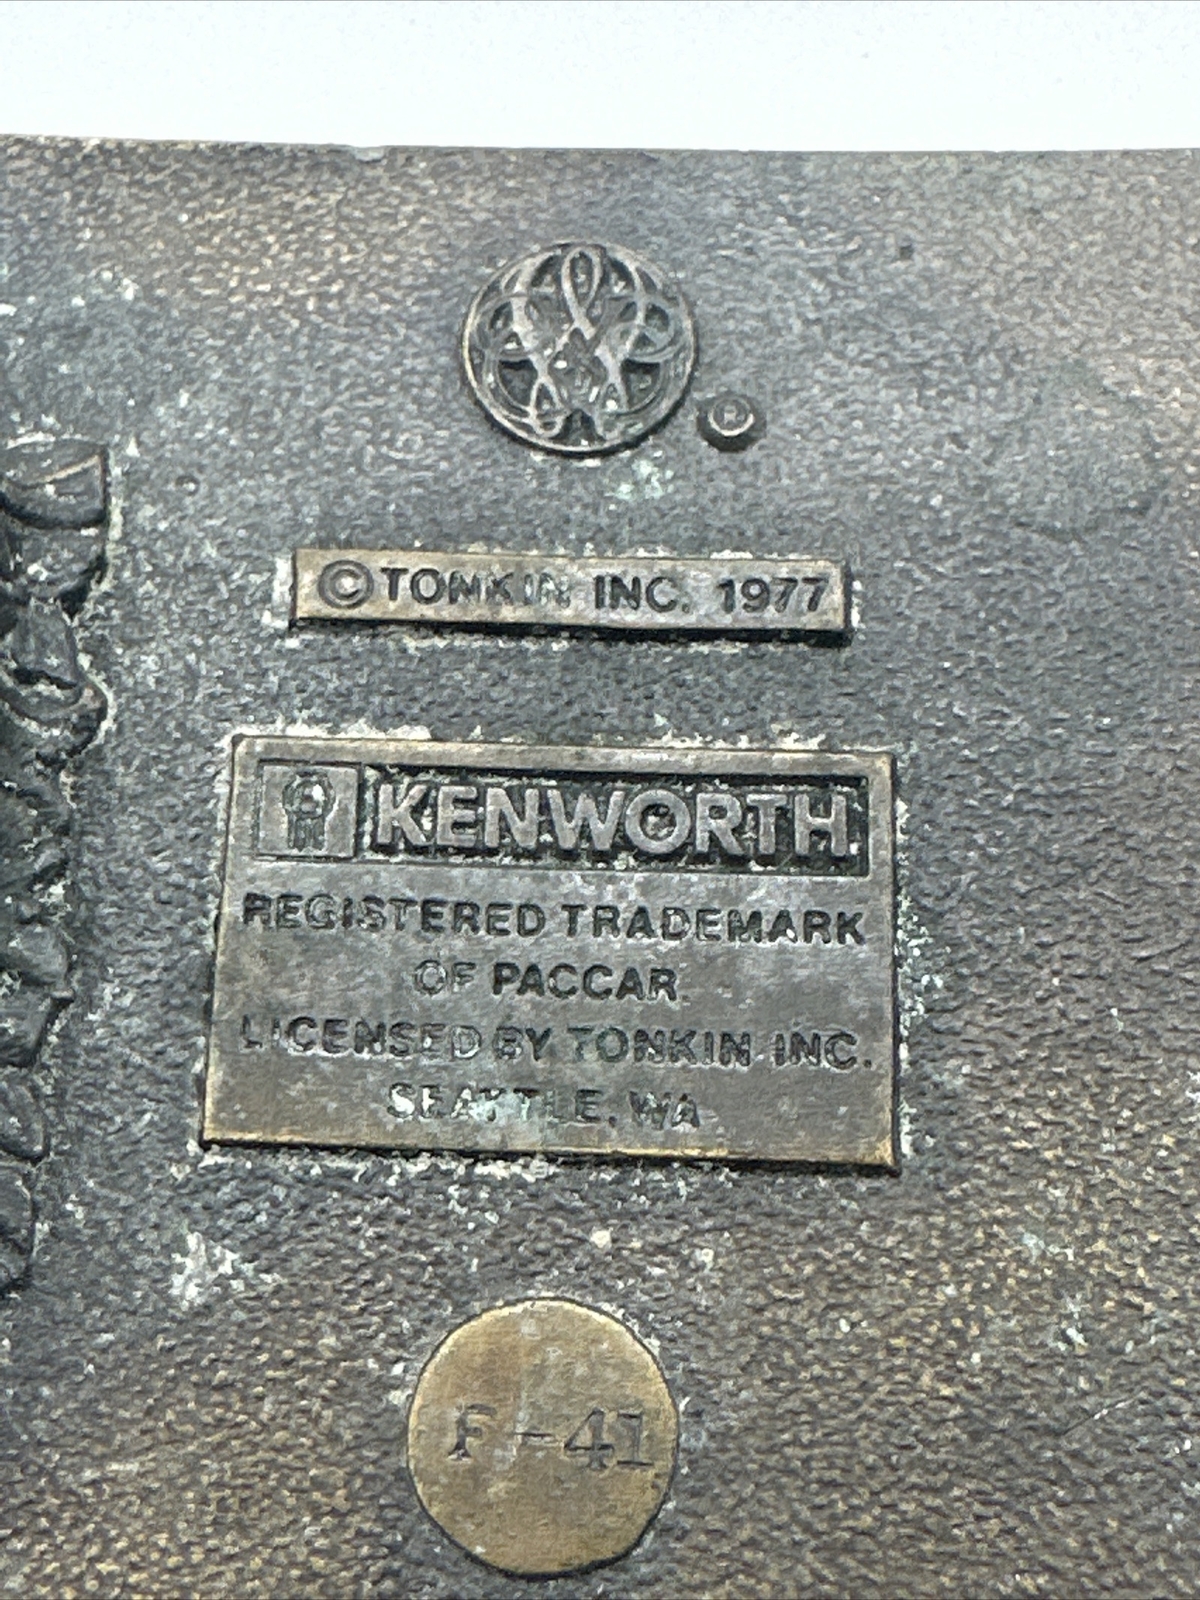 ®
©TONKIN INC. 1977
KENWORTH
REGISTERED TRADEMARK
OF PACCAR
LICENSED BY TONKIN INC.
SEATTLE, WA
F-41